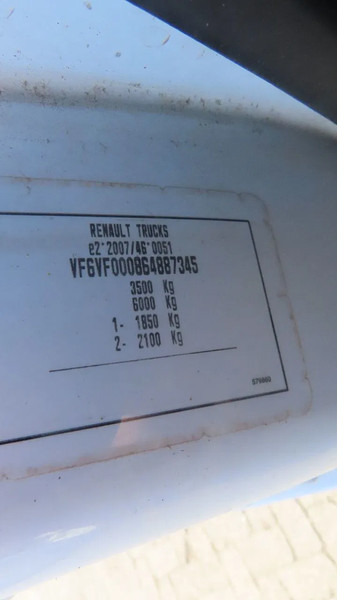 RENAULT TRUCKS
e2*2007/46*0051
VF6VF000864887345
3500 Kg
6000 Kg
1- 1850 Kg
2- 2100 Kg